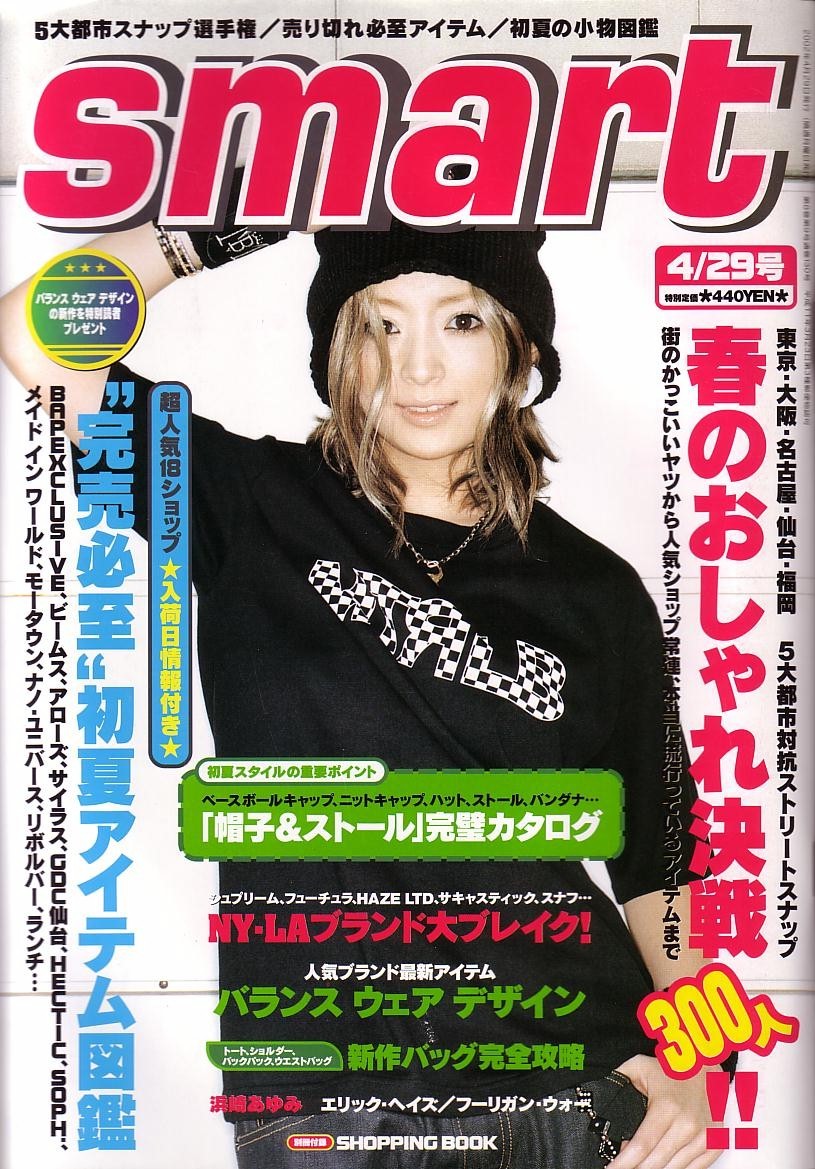 5大都市スナップ選手権／売り切れ必至アイテム／初夏の小物図鑑
smart
4/29号
特別定価★440YEN★
★★★
バランス ウェア デザイン
の新作を特別読者
プレゼント
東京・大阪・名古屋・仙台・福岡 5大都市対抗ストリートスナップ
春のおしゃれ決戦
300人
!!
街のかっこいいヤツから人気ショップ常連、本当に流行っているアイテムまで
超人気18ショップ★入荷日情報付き★
”完売必至“初夏アイテム図鑑
BAPEXCLUSIVE、ビームス、アローズ、サイラス、GDC仙台、HECTIC、SOPH.、
メイド イン ワールド、モータウン、ナノ・ユニバース、リボルバー、ランチ…
HTRLB
初夏スタイルの重要ポイント
ベースボールキャップ、ニットキャップ、ハット、ストール、バンダナ…
「帽子&ストール」完璧カタログ
シュプリーム、フューチュラ、HAZE LTD.サキャスティック、スナフ…
NY・LAブランド大ブレイク!
人気ブランド最新アイテム
バランス ウェア デザイン
トート、ショルダー、
バックパック、ウエストバッグ
新作バッグ完全攻略
浜崎あゆみ エリック・ヘイズ／フーリガン・ウォー
別冊付録 SHOPPING BOOK